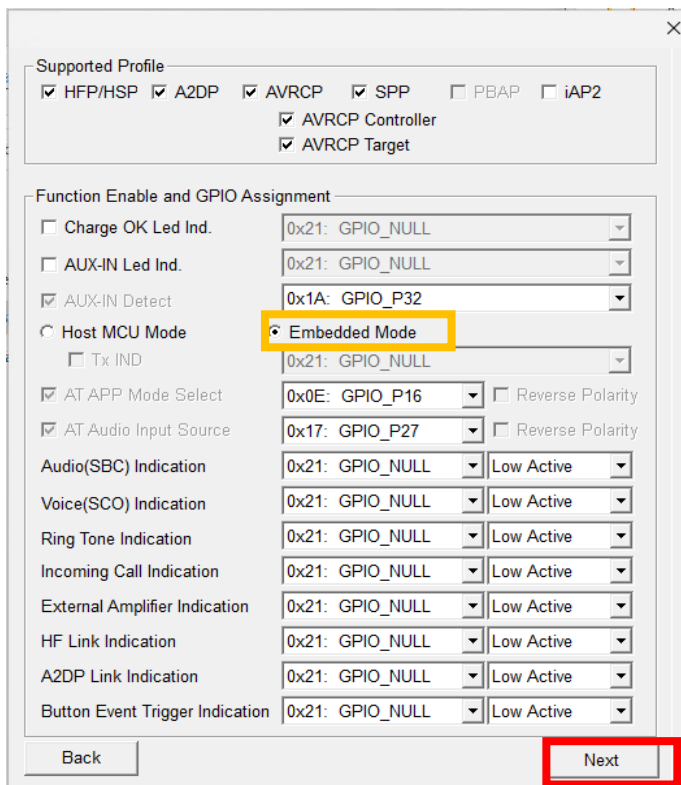 Supported Profile
HFP/HSP A2DP AVRCP SPP PBAP iAP2
AVRCP Controller
AVRCP Target
Function Enable and GPIO Assignment
Charge OK Led Ind. 0x21: GPIO_NULL
AUX-IN Led Ind. 0x21: GPIO_NULL
AUX-IN Detect 0x1A: GPIO_P32
Host MCU Mode Embedded Mode
Tx IND 0x21: GPIO_NULL
AT APP Mode Select 0x0E: GPIO_P16 Reverse Polarity
AT Audio Input Source 0x17: GPIO_P27 Reverse Polarity
Audio(SBC) Indication 0x21: GPIO_NULL Low Active
Voice(SCO) Indication 0x21: GPIO_NULL Low Active
Ring Tone Indication 0x21: GPIO_NULL Low Active
Incoming Call Indication 0x21: GPIO_NULL Low Active
External Amplifier Indication 0x21: GPIO_NULL Low Active
HF Link Indication 0x21: GPIO_NULL Low Active
A2DP Link Indication 0x21: GPIO_NULL Low Active
Button Event Trigger Indication 0x21: GPIO_NULL Low Active
Back Next